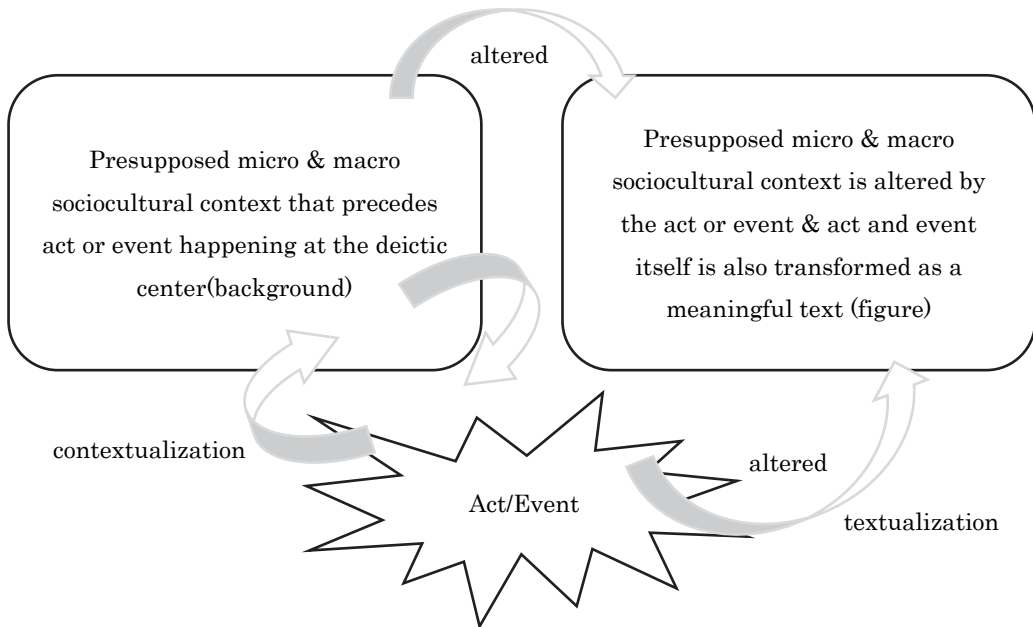 altered
Presupposed micro & macro
sociocultural context that precedes
act or event happening at the deictic
center(background)
Presupposed micro & macro
sociocultural context is altered by
the act or event & act and event
itself is also transformed as a
meaningful text (figure)
contextualization
Act/Event
altered
textualization